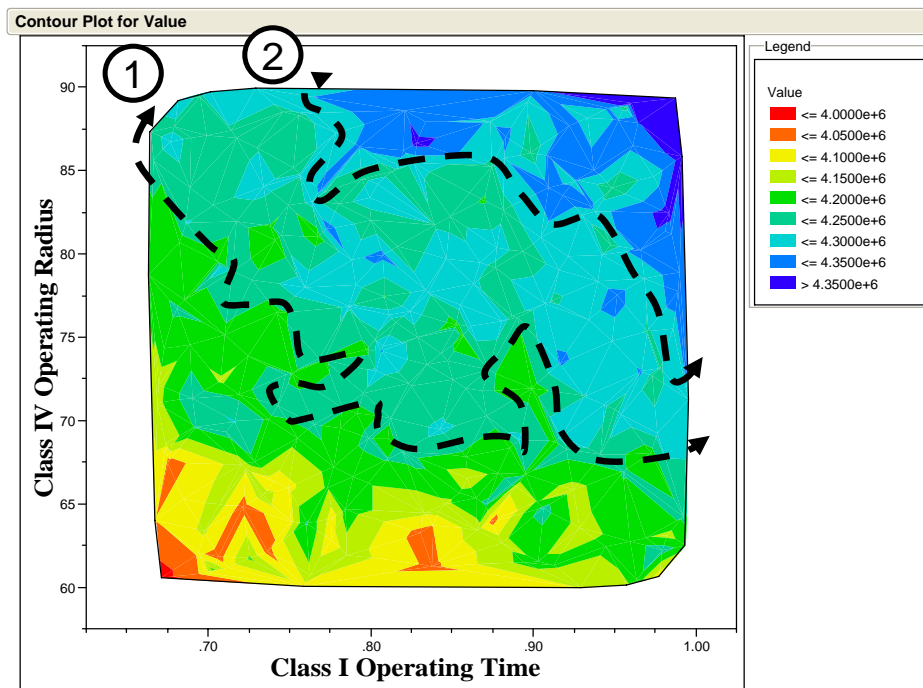 Contour Plot for Value
1
2
90
85
80
75
70
65
60
Class IV Operating Radius
.70
.80
.90
1.00
Class I Operating Time
Legend
Value
<= 4.0000e+6
<= 4.0500e+6
<= 4.1000e+6
<= 4.1500e+6
<= 4.2000e+6
<= 4.2500e+6
<= 4.3000e+6
<= 4.3500e+6
> 4.3500e+6